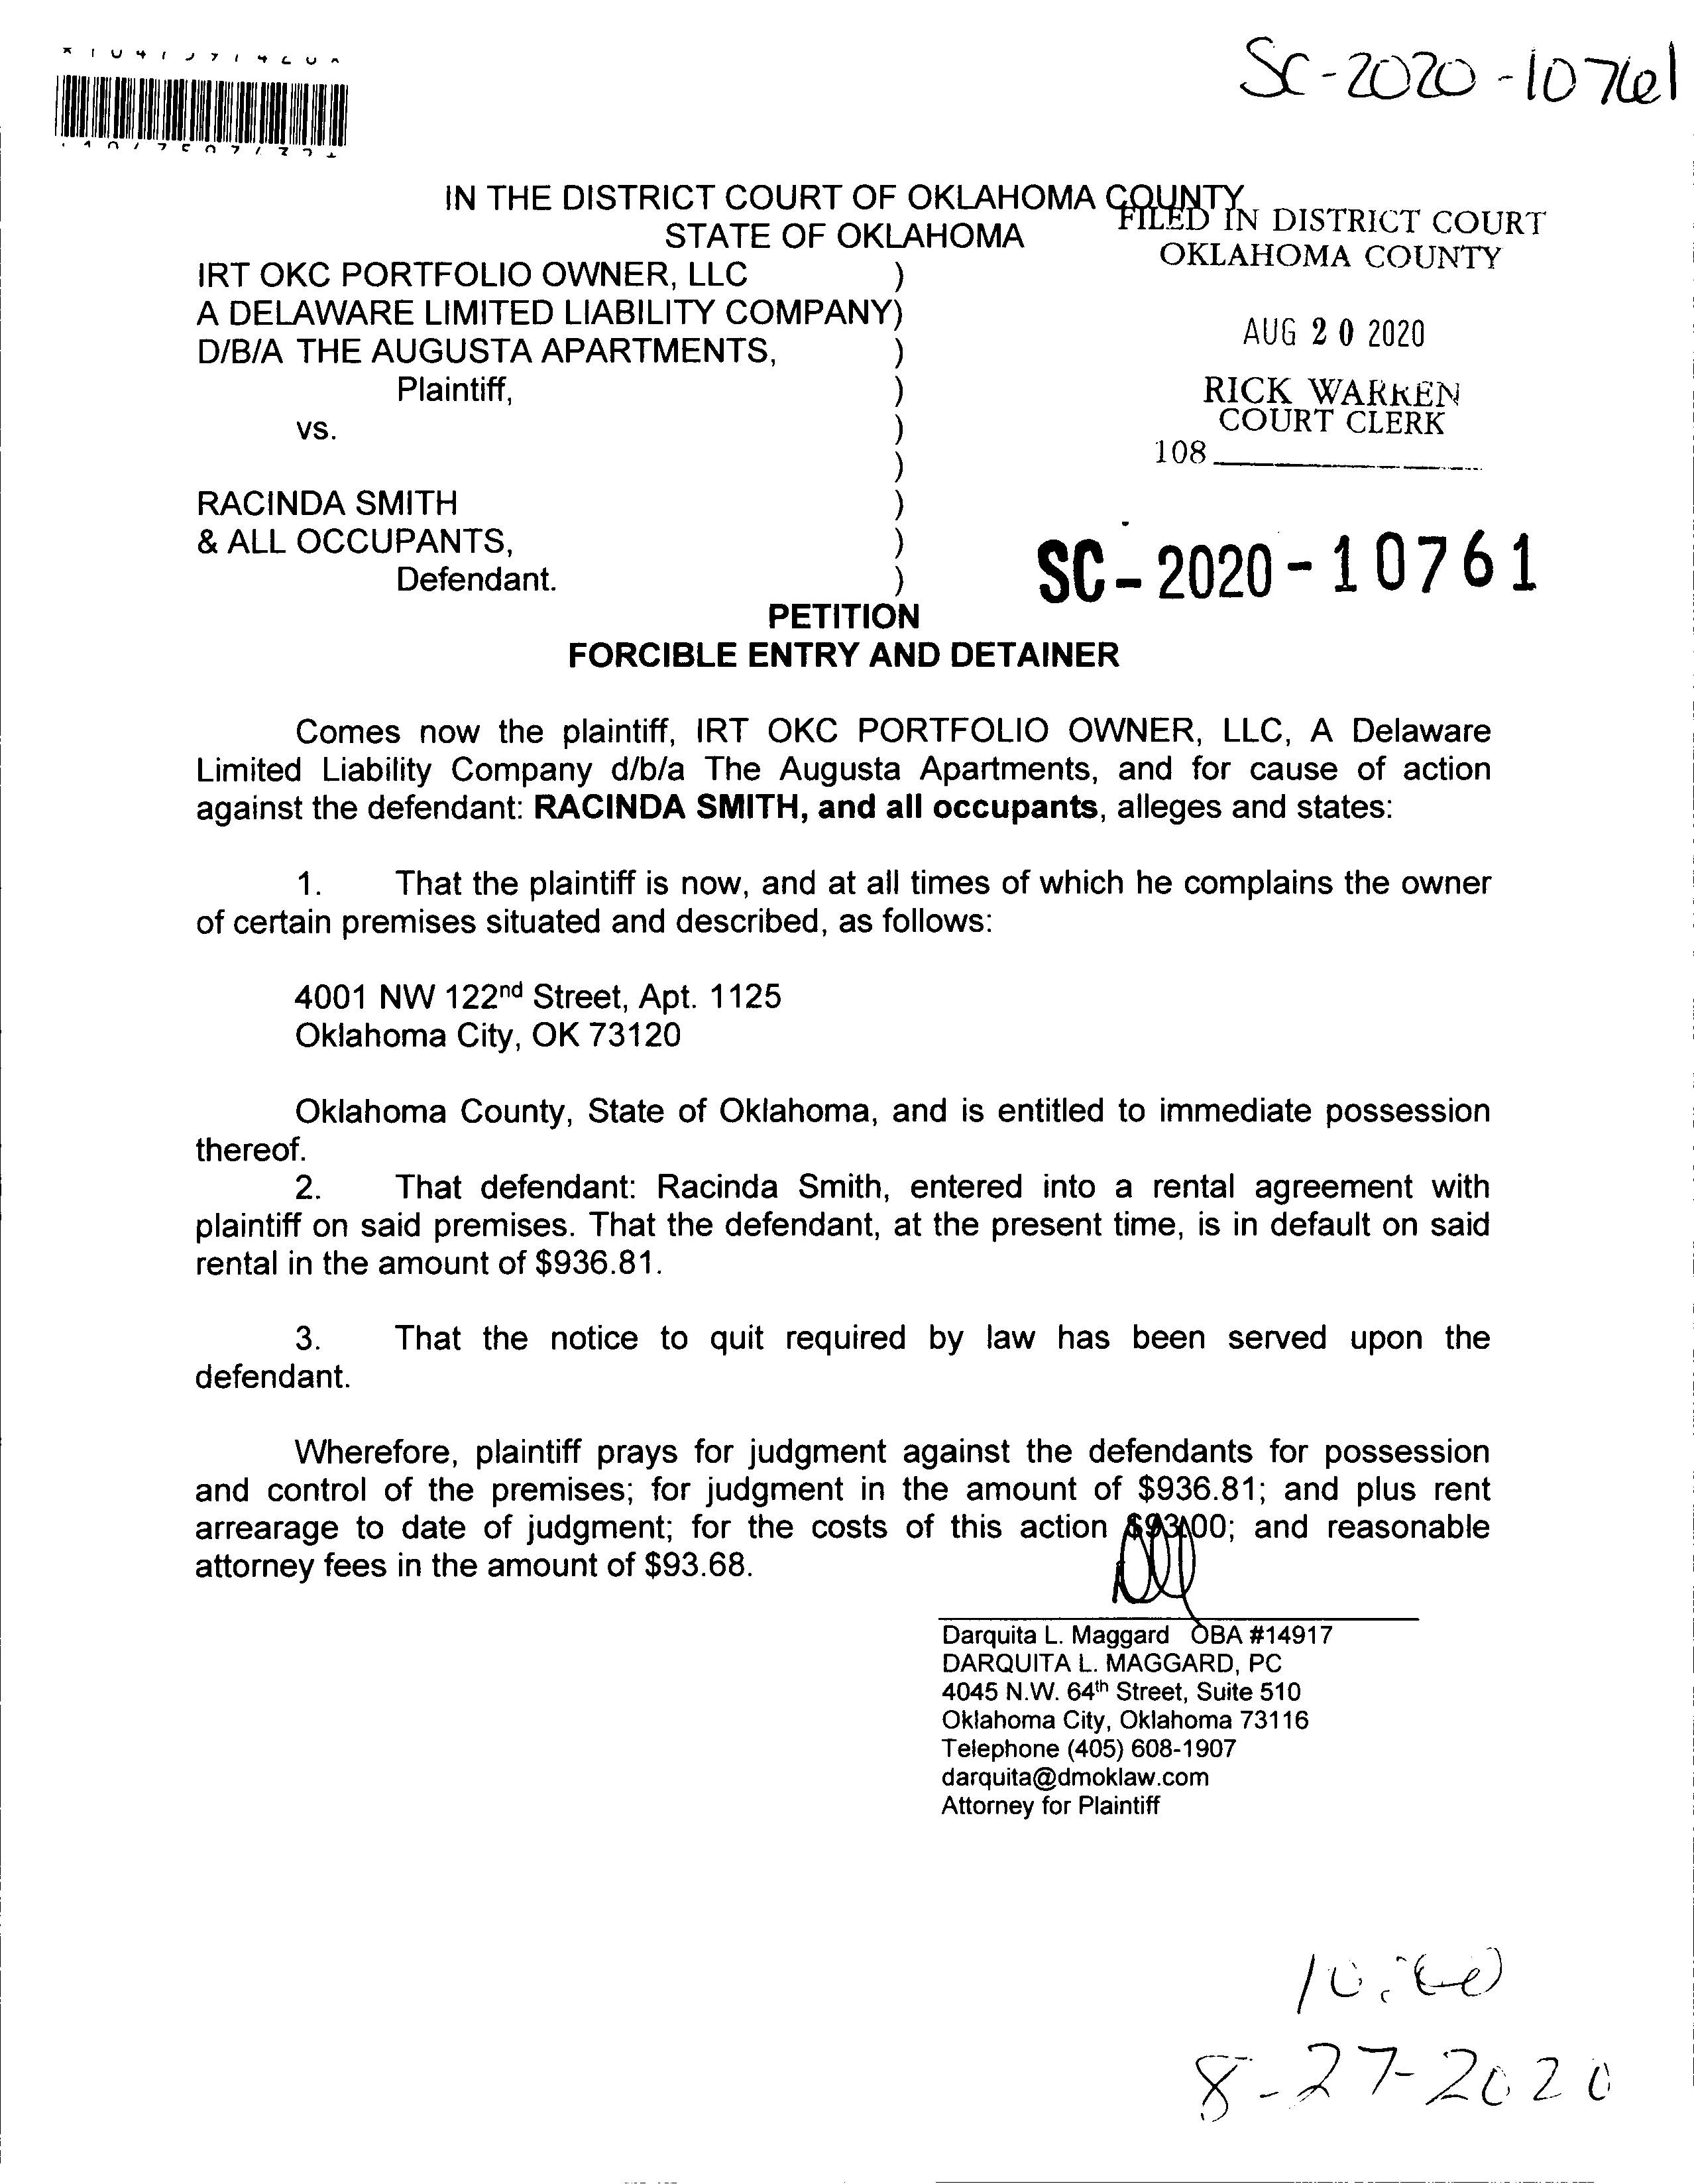 SC-2020-10761
IN THE DISTRICT COURT OF OKLAHOMA COUNTY
STATE OF OKLAHOMA
FILED IN DISTRICT COURT
OKLAHOMA COUNTY
AUG 20 2020
RICK WARREN
COURT CLERK
108
IRT OKC PORTFOLIO OWNER, LLC )
A DELAWARE LIMITED LIABILITY COMPANY)
D/B/A THE AUGUSTA APARTMENTS, )
Plaintiff, )
vs. )
)
RACINDA SMITH )
& ALL OCCUPANTS, )
Defendant. )
SC-2020-10761
PETITION
FORCIBLE ENTRY AND DETAINER
Comes now the plaintiff, IRT OKC PORTFOLIO OWNER, LLC, A Delaware
Limited Liability Company d/b/a The Augusta Apartments, and for cause of action
against the defendant: RACINDA SMITH, and all occupants, alleges and states:
1. That the plaintiff is now, and at all times of which he complains the owner
of certain premises situated and described, as follows:
4001 NW 122nd Street, Apt. 1125
Oklahoma City, OK 73120
Oklahoma County, State of Oklahoma, and is entitled to immediate possession
thereof.
2. That defendant: Racinda Smith, entered into a rental agreement with
plaintiff on said premises. That the defendant, at the present time, is in default on said
rental in the amount of $936.81.
3. That the notice to quit required by law has been served upon the
defendant.
Wherefore, plaintiff prays for judgment against the defendants for possession
and control of the premises; for judgment in the amount of $936.81; and plus rent
arrearage to date of judgment; for the costs of this action $93.00; and reasonable
attorney fees in the amount of $93.68.
Darquita L. Maggard OBA #14917
DARQUITA L. MAGGARD, PC
4045 N.W. 64th Street, Suite 510
Oklahoma City, Oklahoma 73116
Telephone (405) 608-1907
darquita@dmoklaw.com
Attorney for Plaintiff
8-27-2020